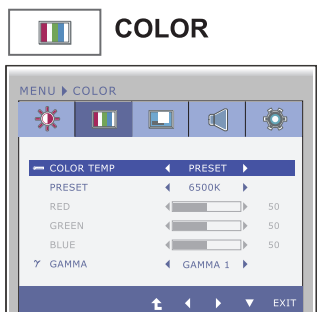 COLOR
MENU ▶ COLOR
COLOR TEMP ◀ PRESET ▶
PRESET ◀ 6500K ▶
RED 50
GREEN 50
BLUE 50
γ GAMMA ◀ GAMMA 1 ▶
EXIT